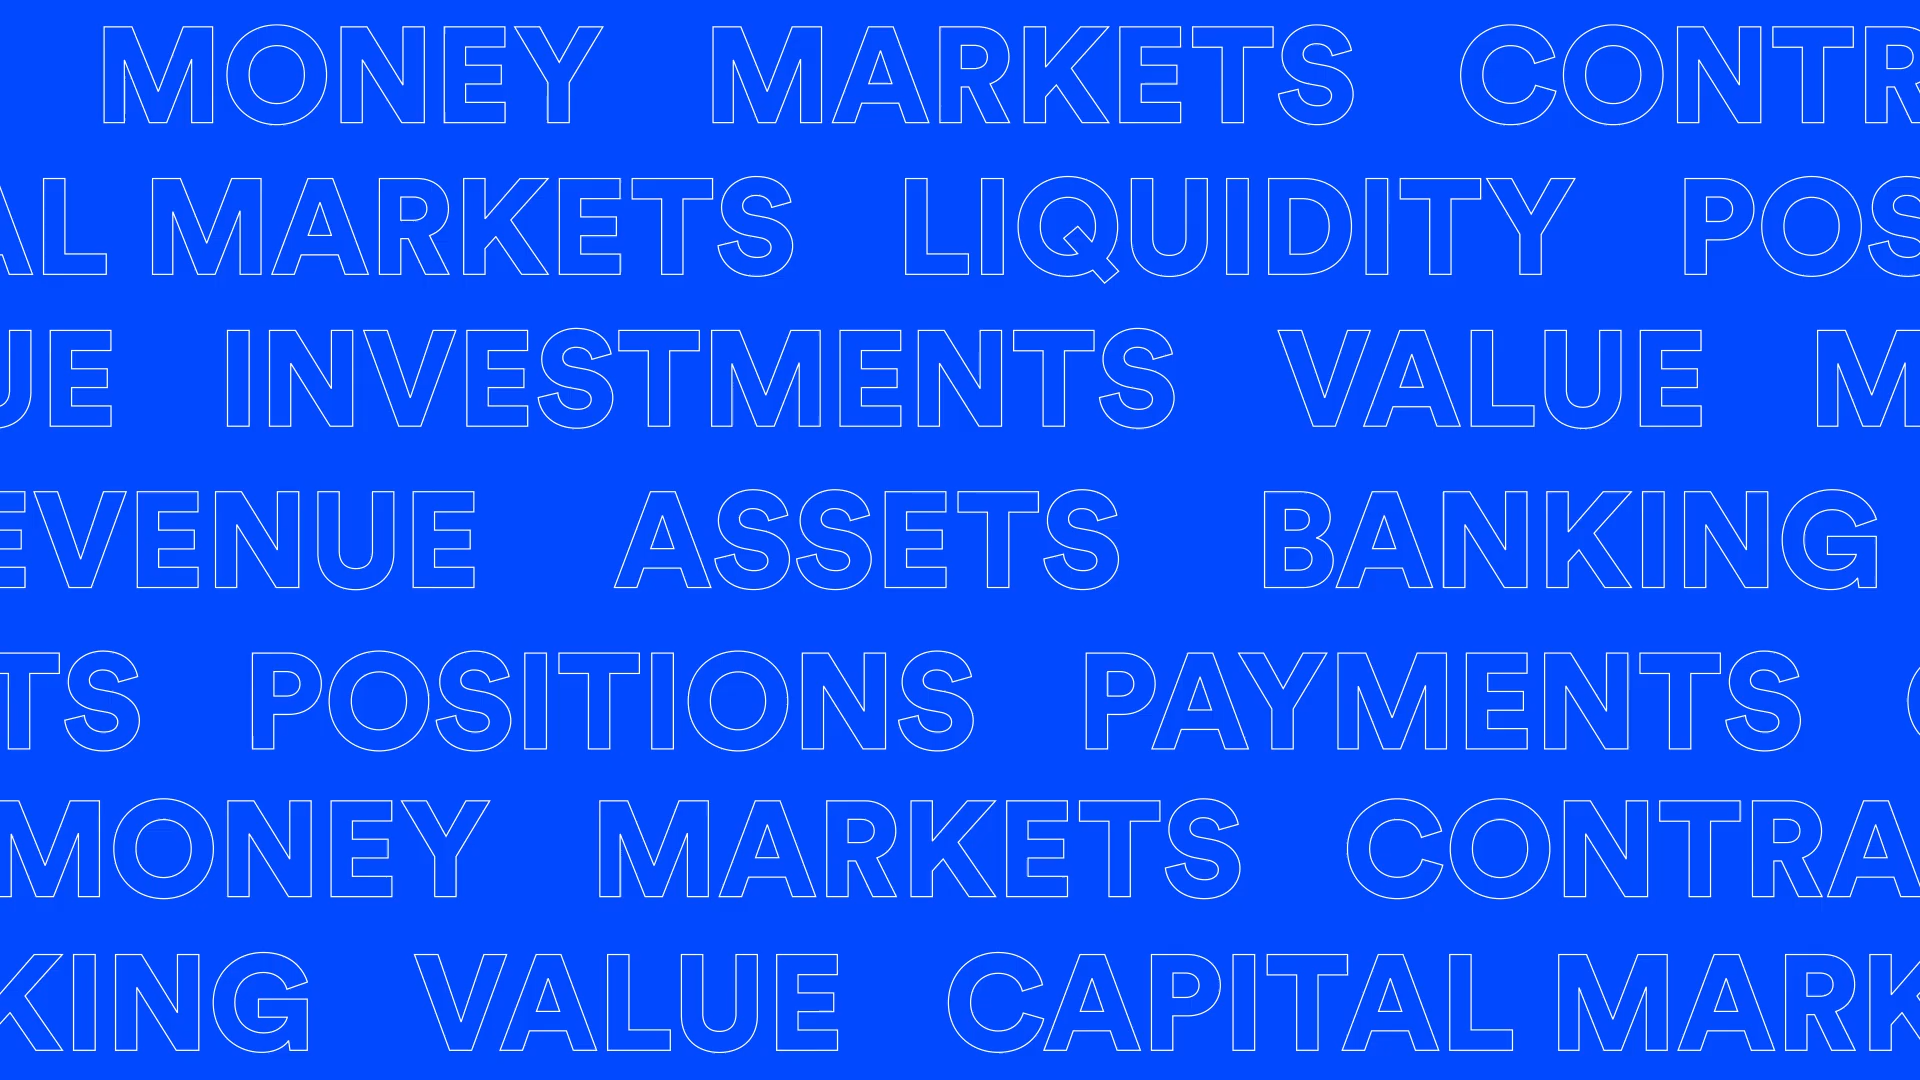 MONEY MARKETS CONTR
AL MARKETS LIQUIDITY POS
UE INVESTMENTS VALUE M
EVENUE ASSETS BANKING
TS POSITIONS PAYMENTS
MONEY MARKETS CONTRA
KING VALUE CAPITAL MARK